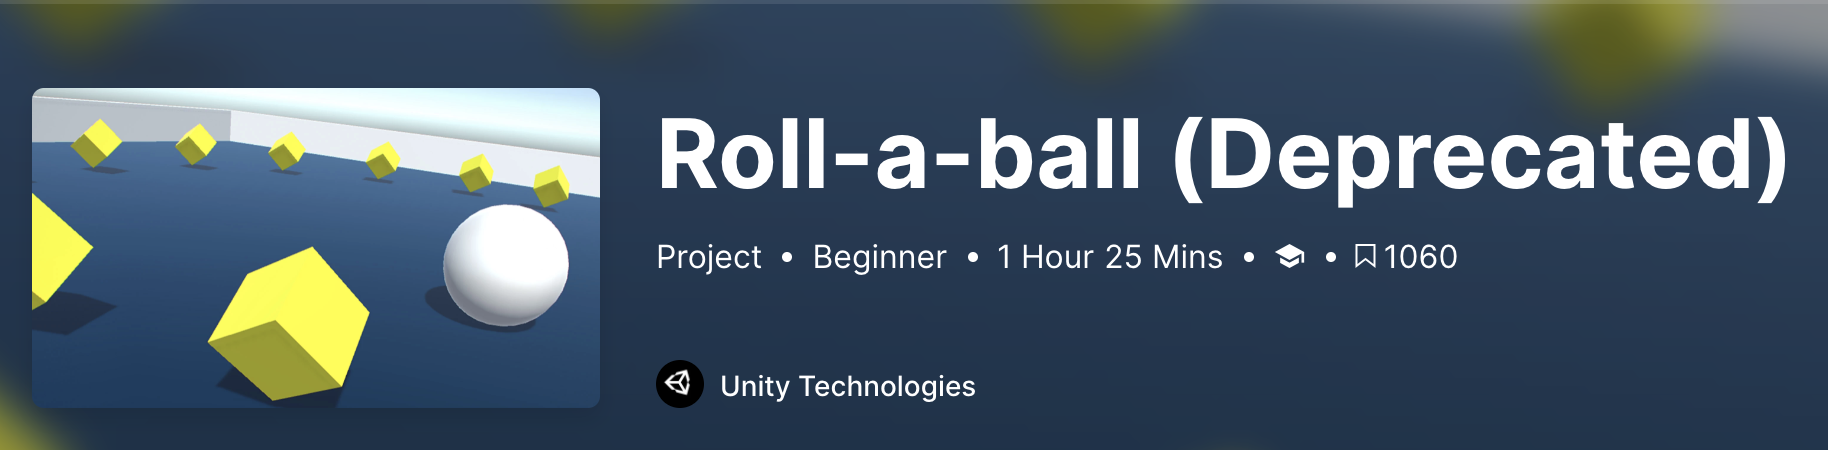 Roll-a-ball (Deprecated)
Project • Beginner • 1 Hour 25 Mins • • 1060
Unity Technologies